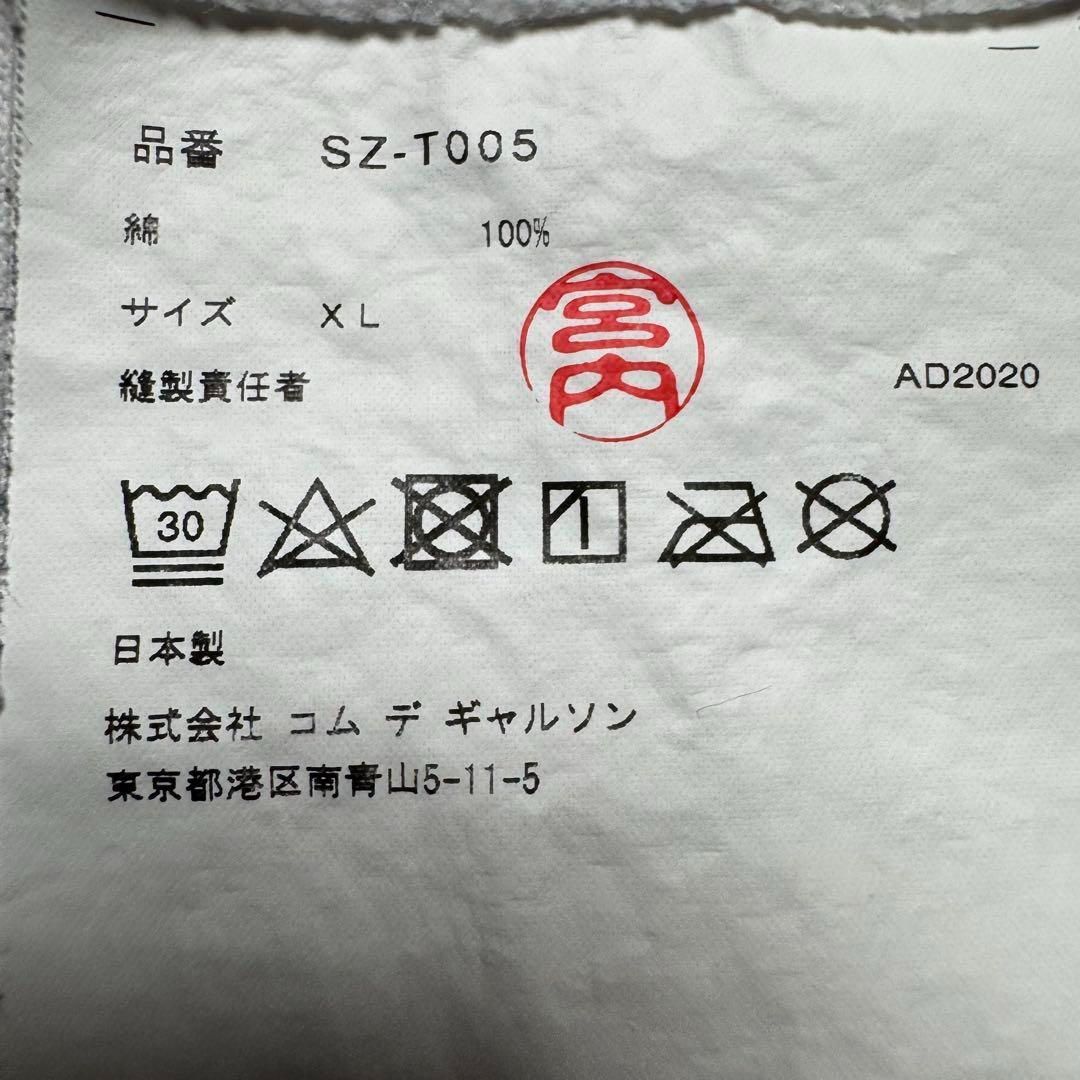 品番 SZ-T005
綿 100%
サイズ XL
宮内
縫製責任者 AD2020
30
日本製
株式会社 コム デ ギャルソン
東京都港区南青山5-11-5